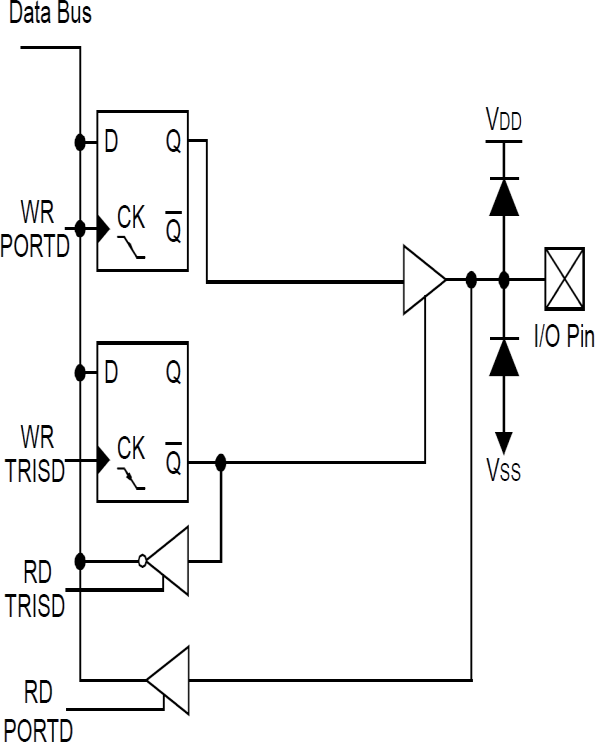 Data Bus
D Q
CK Q
WR
PORTD
VDD
I/O Pin
VSS
D Q
CK Q
WR
TRISD
RD
TRISD
RD
PORTD